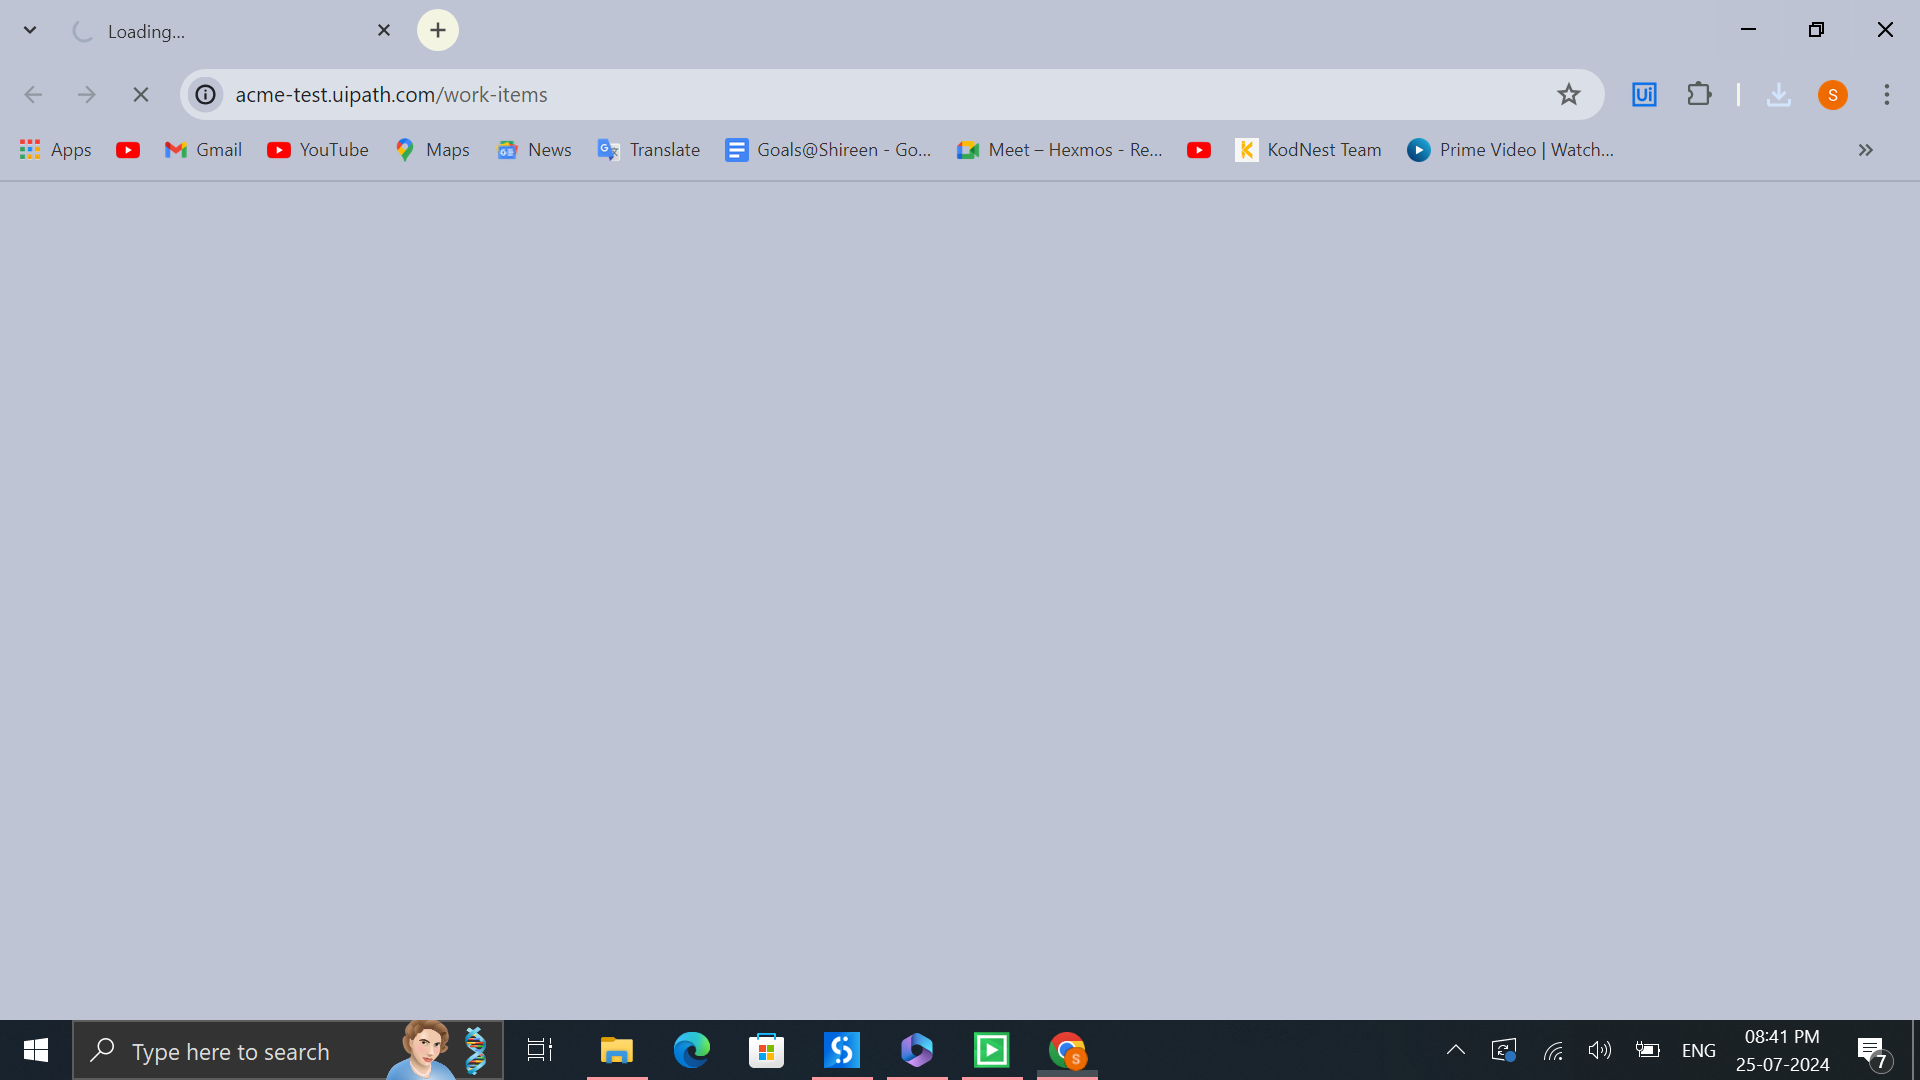 Loading...
acme-test.uipath.com/work-items
Ui
S
Apps
Gmail
YouTube
Maps
News
Translate
Goals@Shireen - Go...
Meet – Hexmos - Re...
KodNest Team
Prime Video | Watch...
Type here to search
S
ENG
08:41 PM
25-07-2024
7